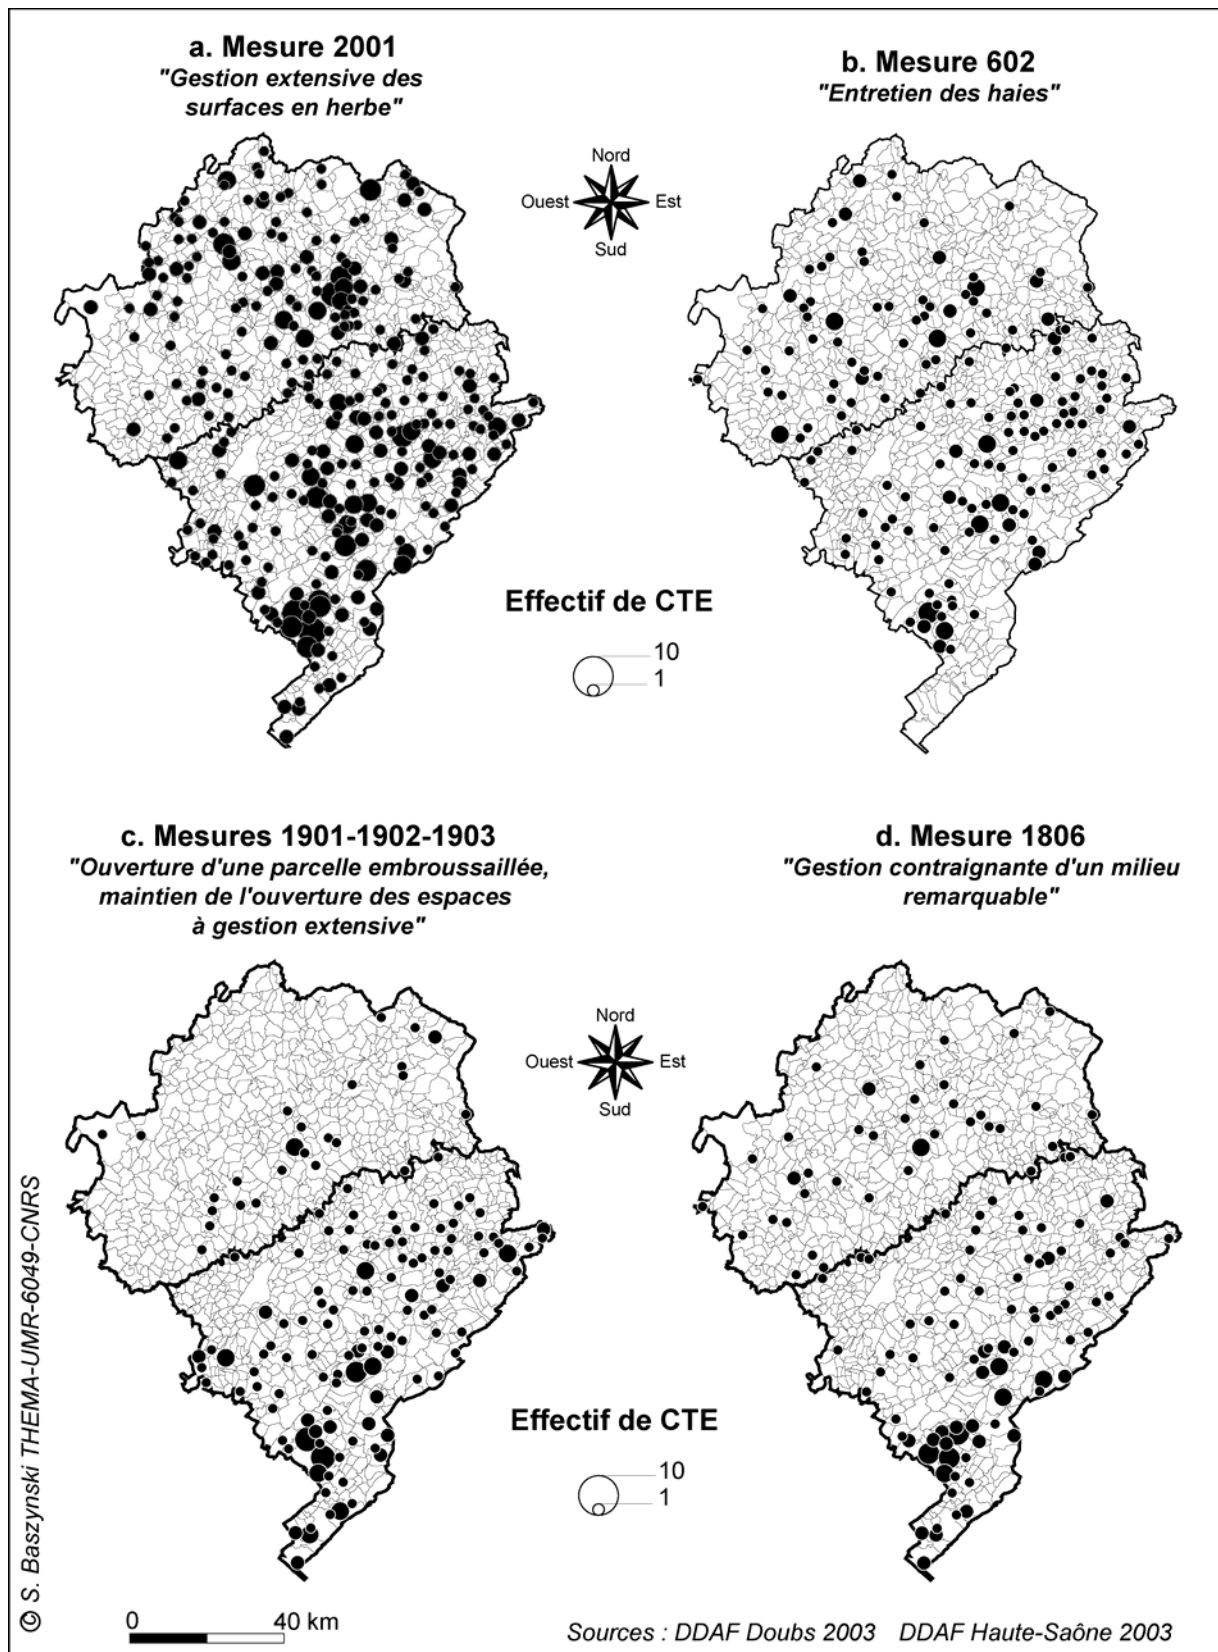 a. Mesure 2001
"Gestion extensive des
surfaces en herbe"
b. Mesure 602
"Entretien des haies"
Nord
Ouest
Est
Sud
Effectif de CTE
10
1
c. Mesures 1901-1902-1903
"Ouverture d'une parcelle embroussaillée,
maintien de l'ouverture des espaces
à gestion extensive"
d. Mesure 1806
"Gestion contraignante d'un milieu
remarquable"
Nord
Ouest
Est
Sud
Effectif de CTE
10
1
© S. Baszynski THEMA-UMR-6049-CNRS
0
40 km
Sources : DDAF Doubs 2003 DDAF Haute-Saône 2003